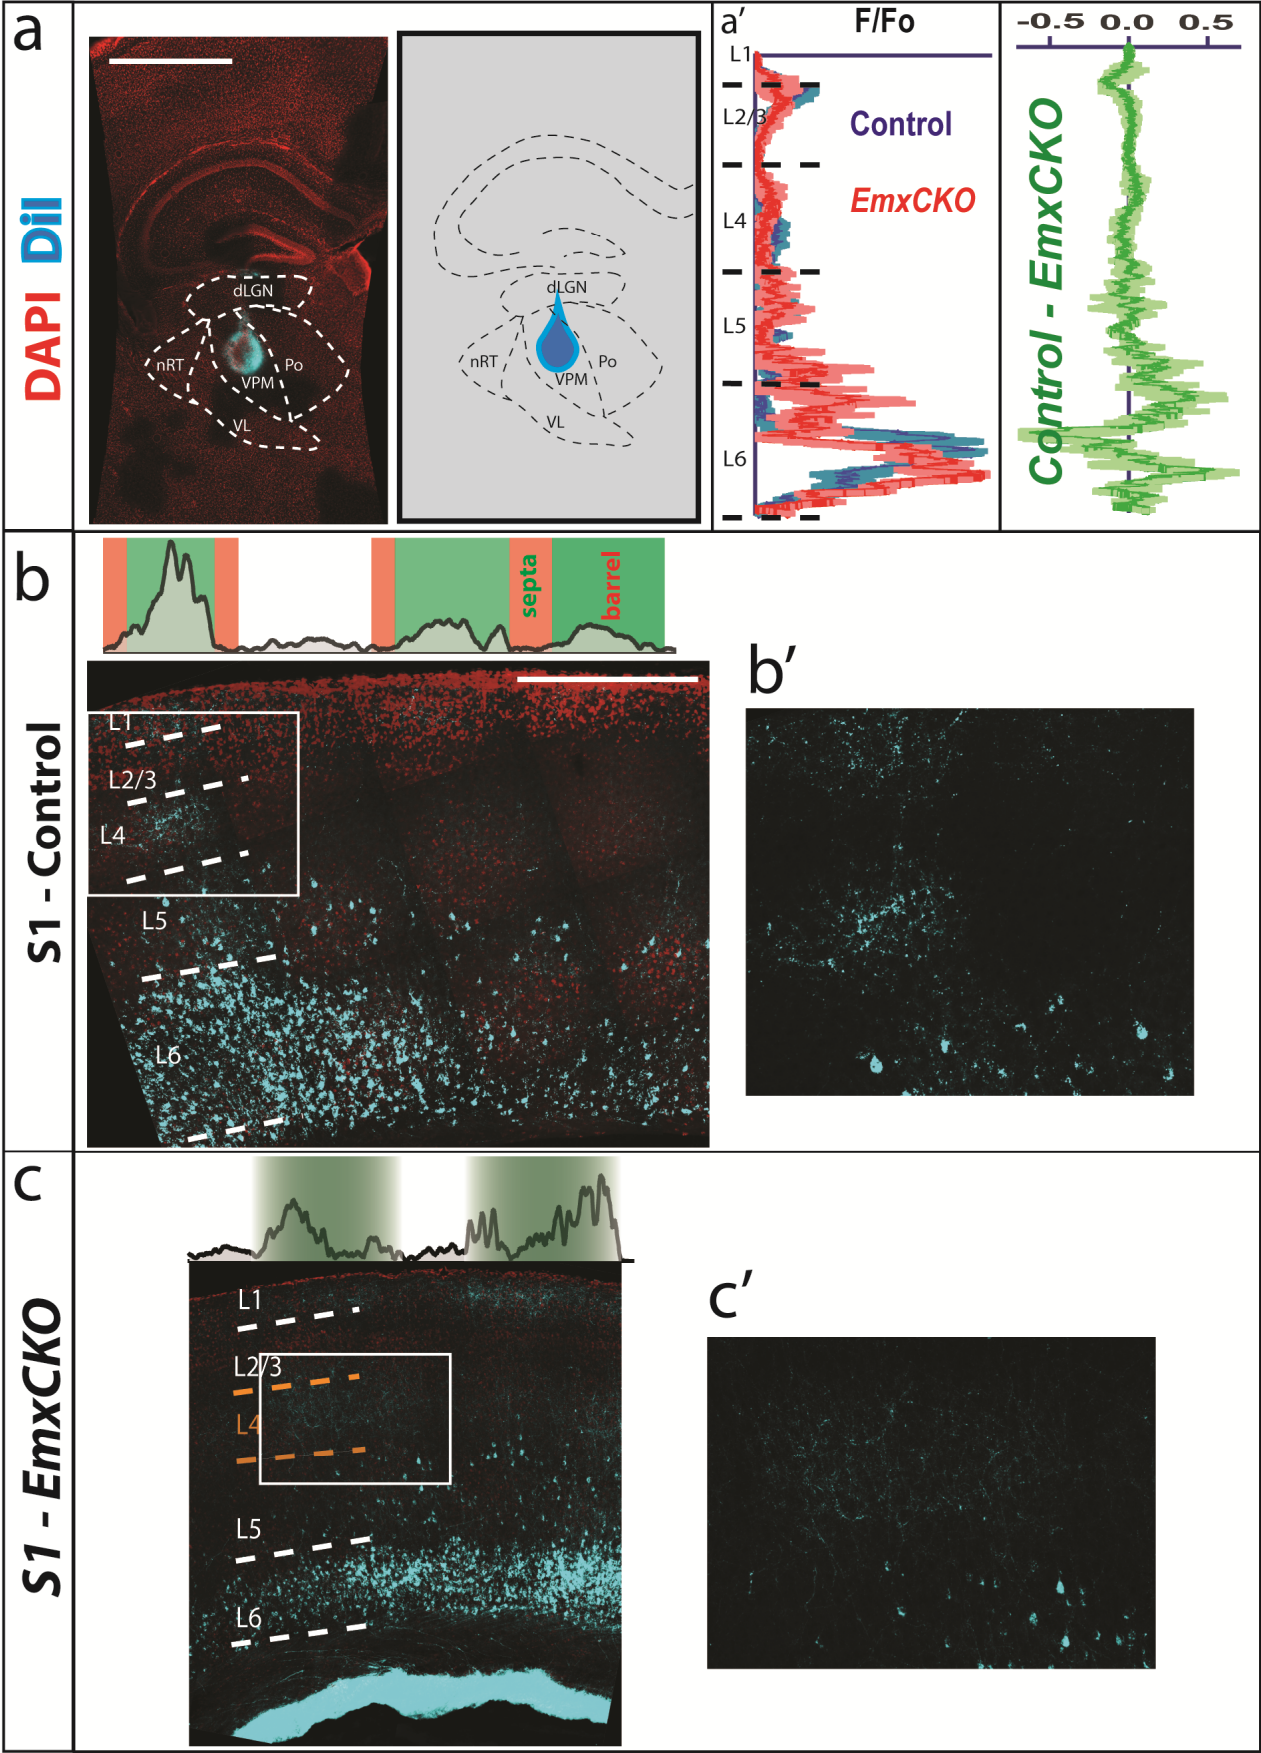 a
DAPI DiI
dLGN
nRT
Po
VPM
VL
dLGN
nRT
Po
VPM
VL
a′
F/Fo
L1
L2/3
L4
L5
L6
Control
EmxCKO
-0.5 0.0 0.5
Control - EmxCKO
b
S1 - Control
septa
barrel
L1
L2/3
L4
L5
L6
b′
c
S1 - EmxCKO
L1
L2/3
L4
L5
L6
c′